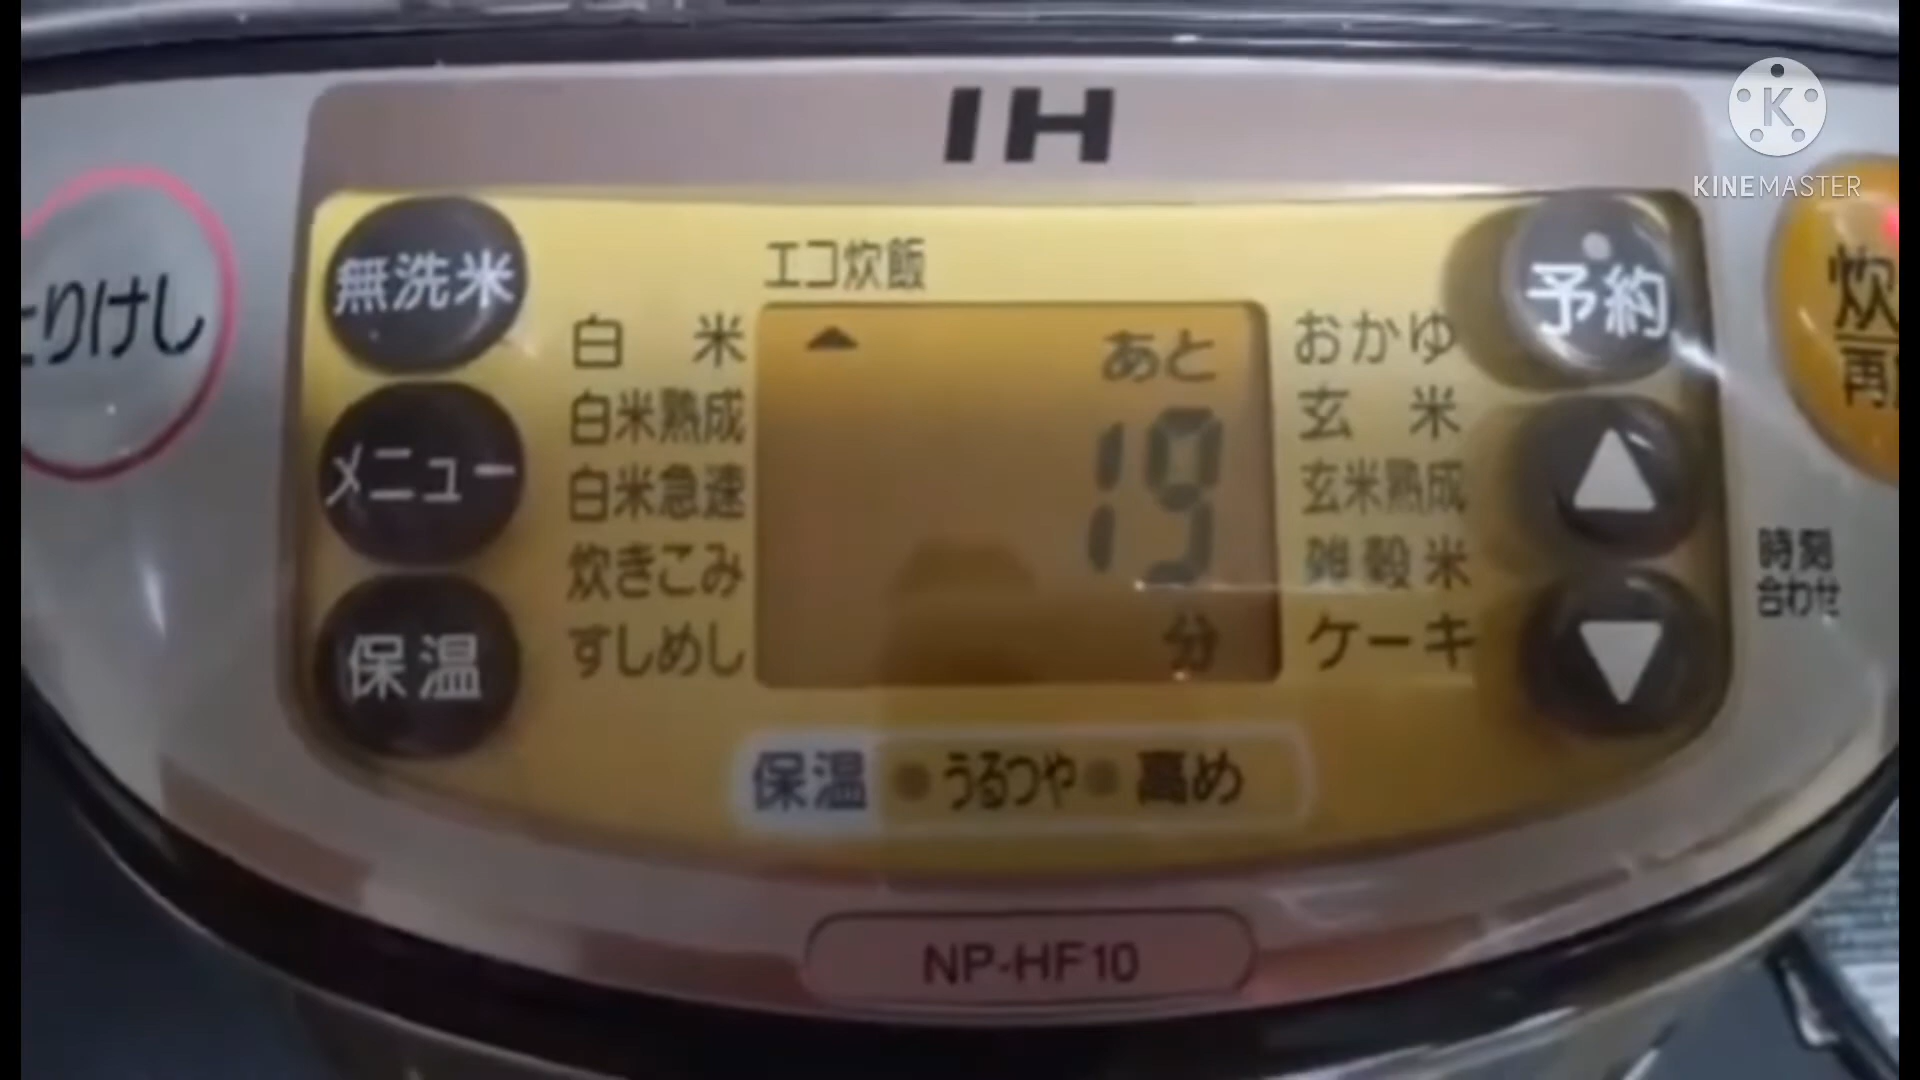 IH
KINEMASTER
とりけし
無洗米
メニュー
保温
エコ炊飯
白米
白米熟成
白米急速
炊きこみ
すしめし
あと
19
分
おかゆ
玄米
玄米熟成
雑穀米
ケーキ
予約
炊
再
時刻
合わせ
保温 ●うるつや ●高め
NP-HF10